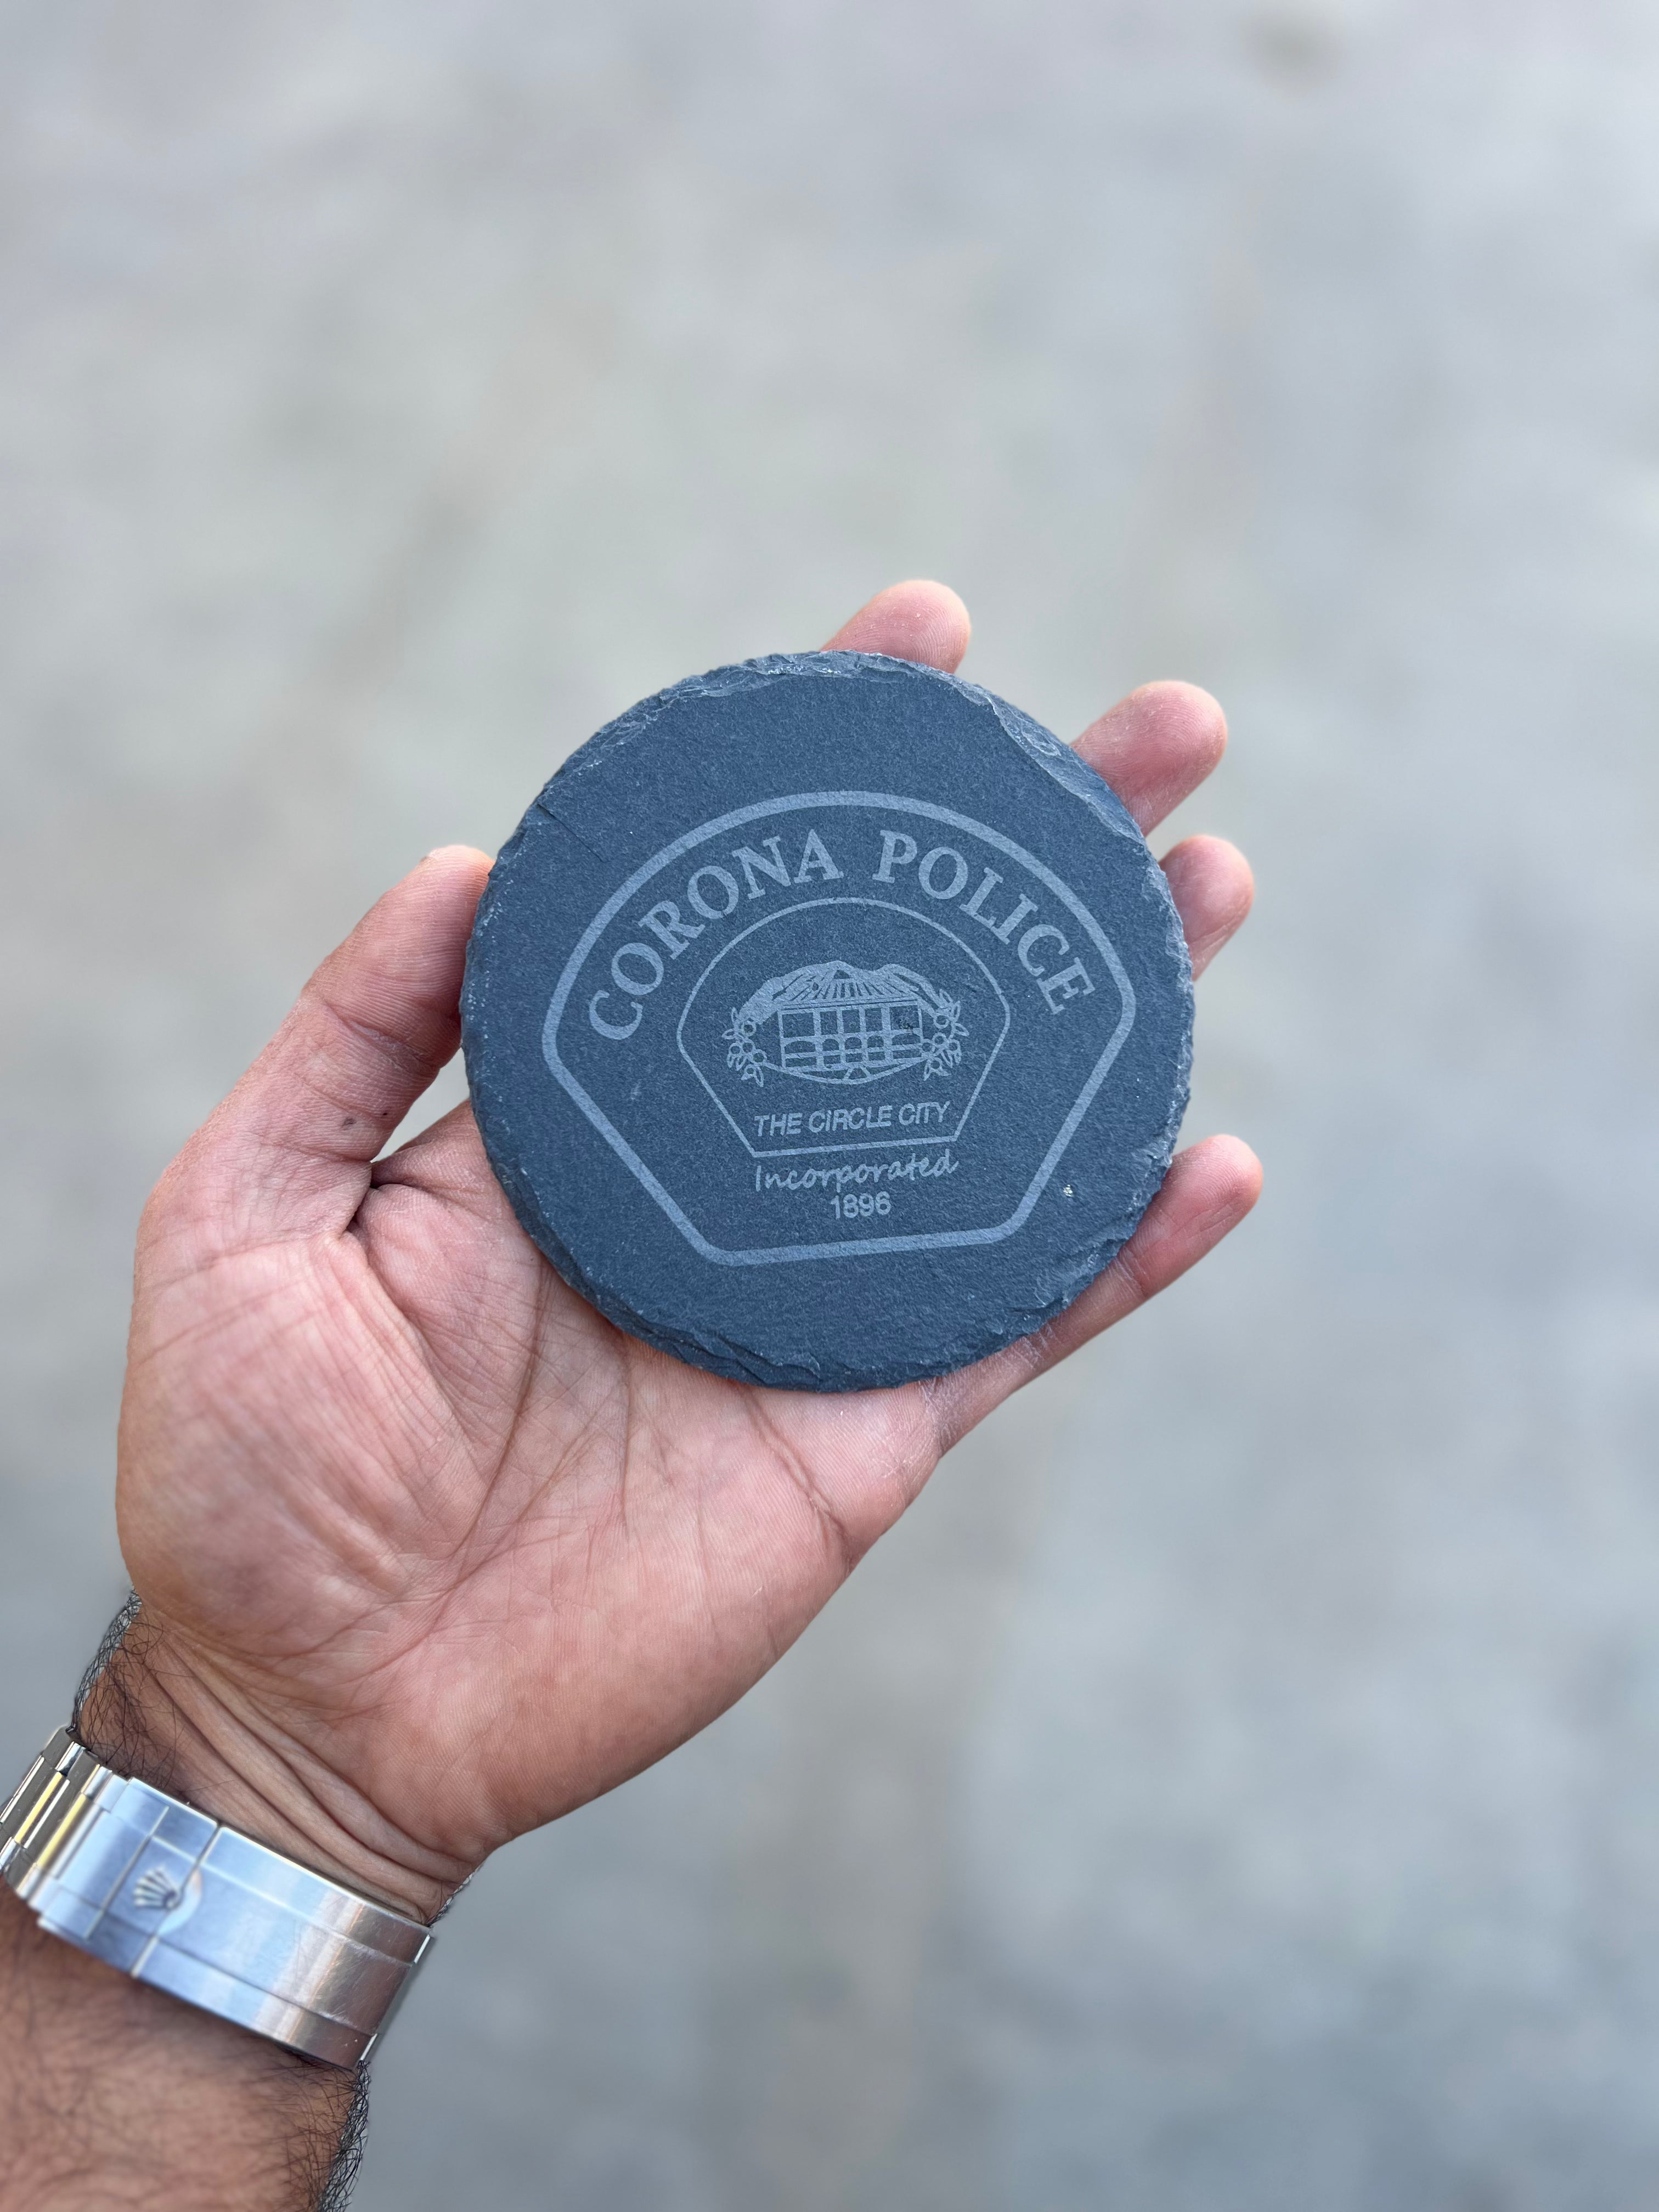 CORONA POLICE
THE CIRCLE CITY
Incorporated
1896